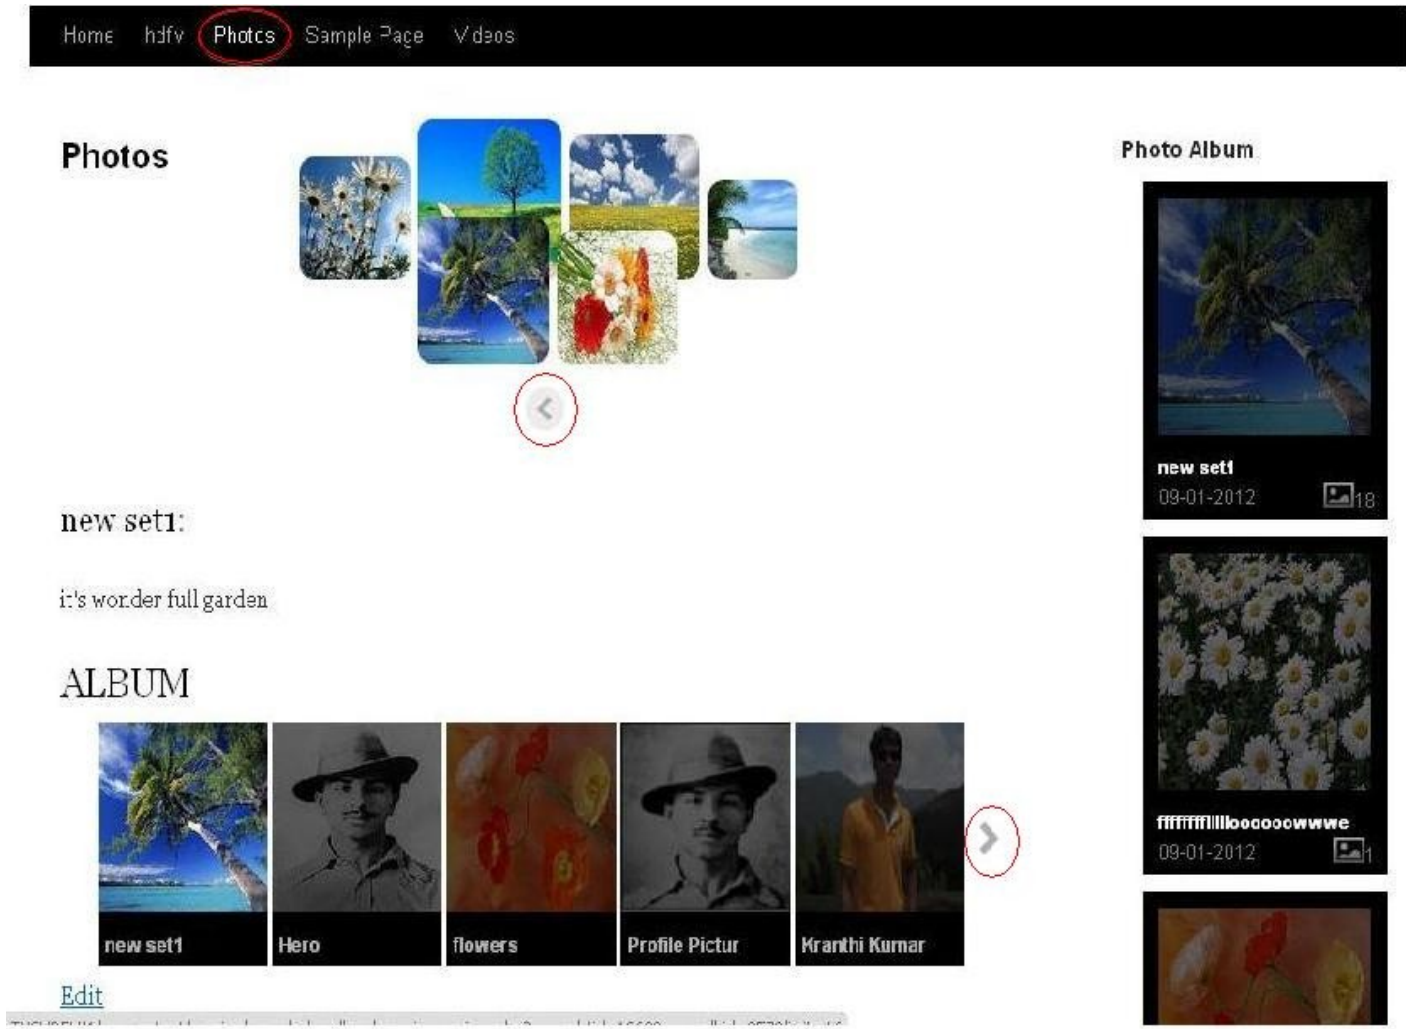 Home hdfv Photos Sample Page Videos
Photos
Photo Album
new set1
09-01-2012 18
new set1:
it's wonder full garden
ffffffffllllloooooowwwe
09-01-2012 1
ALBUM
new set1 Hero flowers Profile Pictur Kranthi Kumar
Edit